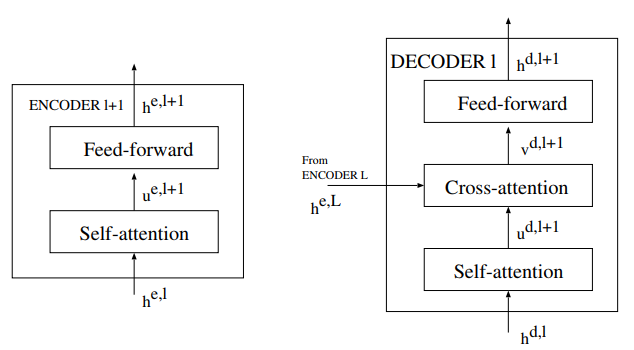 ENCODER l+1
h^e,l+1
Feed-forward
u^e,l+1
Self-attention
h^e,l
DECODER l
h^d,l+1
Feed-forward
v^d,l+1
From
ENCODER L
h^e,L
Cross-attention
u^d,l+1
Self-attention
h^d,l